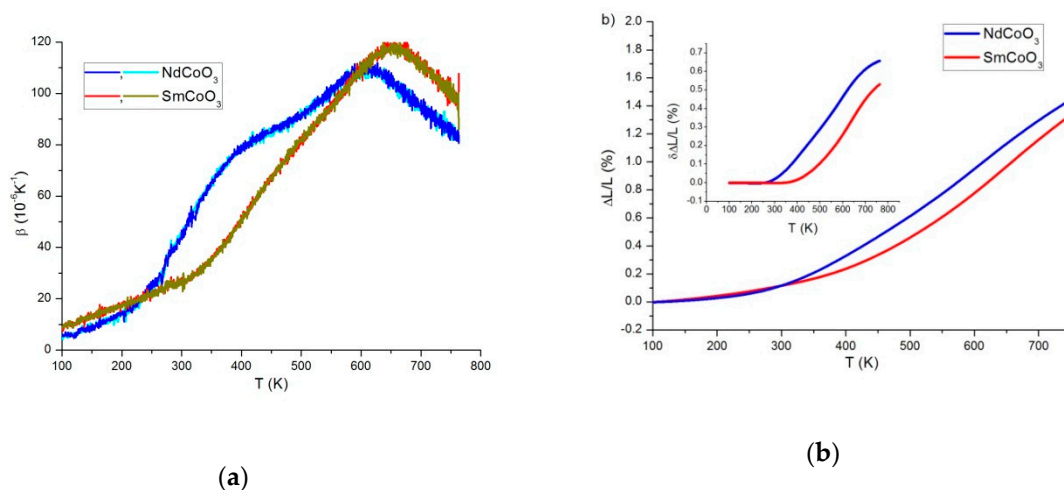 120
100
80
60
40
20
0
β (10⁻⁶K⁻¹)
, NdCoO₃
, SmCoO₃
100 200 300 400 500 600 700 800
T (K)
(a)
b)
2.0
1.8
1.6
1.4
1.2
1.0
0.8
0.6
0.4
0.2
0.0
-0.2
ΔL/L (%)
NdCoO₃
SmCoO₃
0.7
0.6
0.5
0.4
0.3
0.2
0.1
0.0
-0.1
δΔL/L (%)
0 100 200 300 400 500 600 700 800
T (K)
100 200 300 400 500 600 700
T (K)
(b)